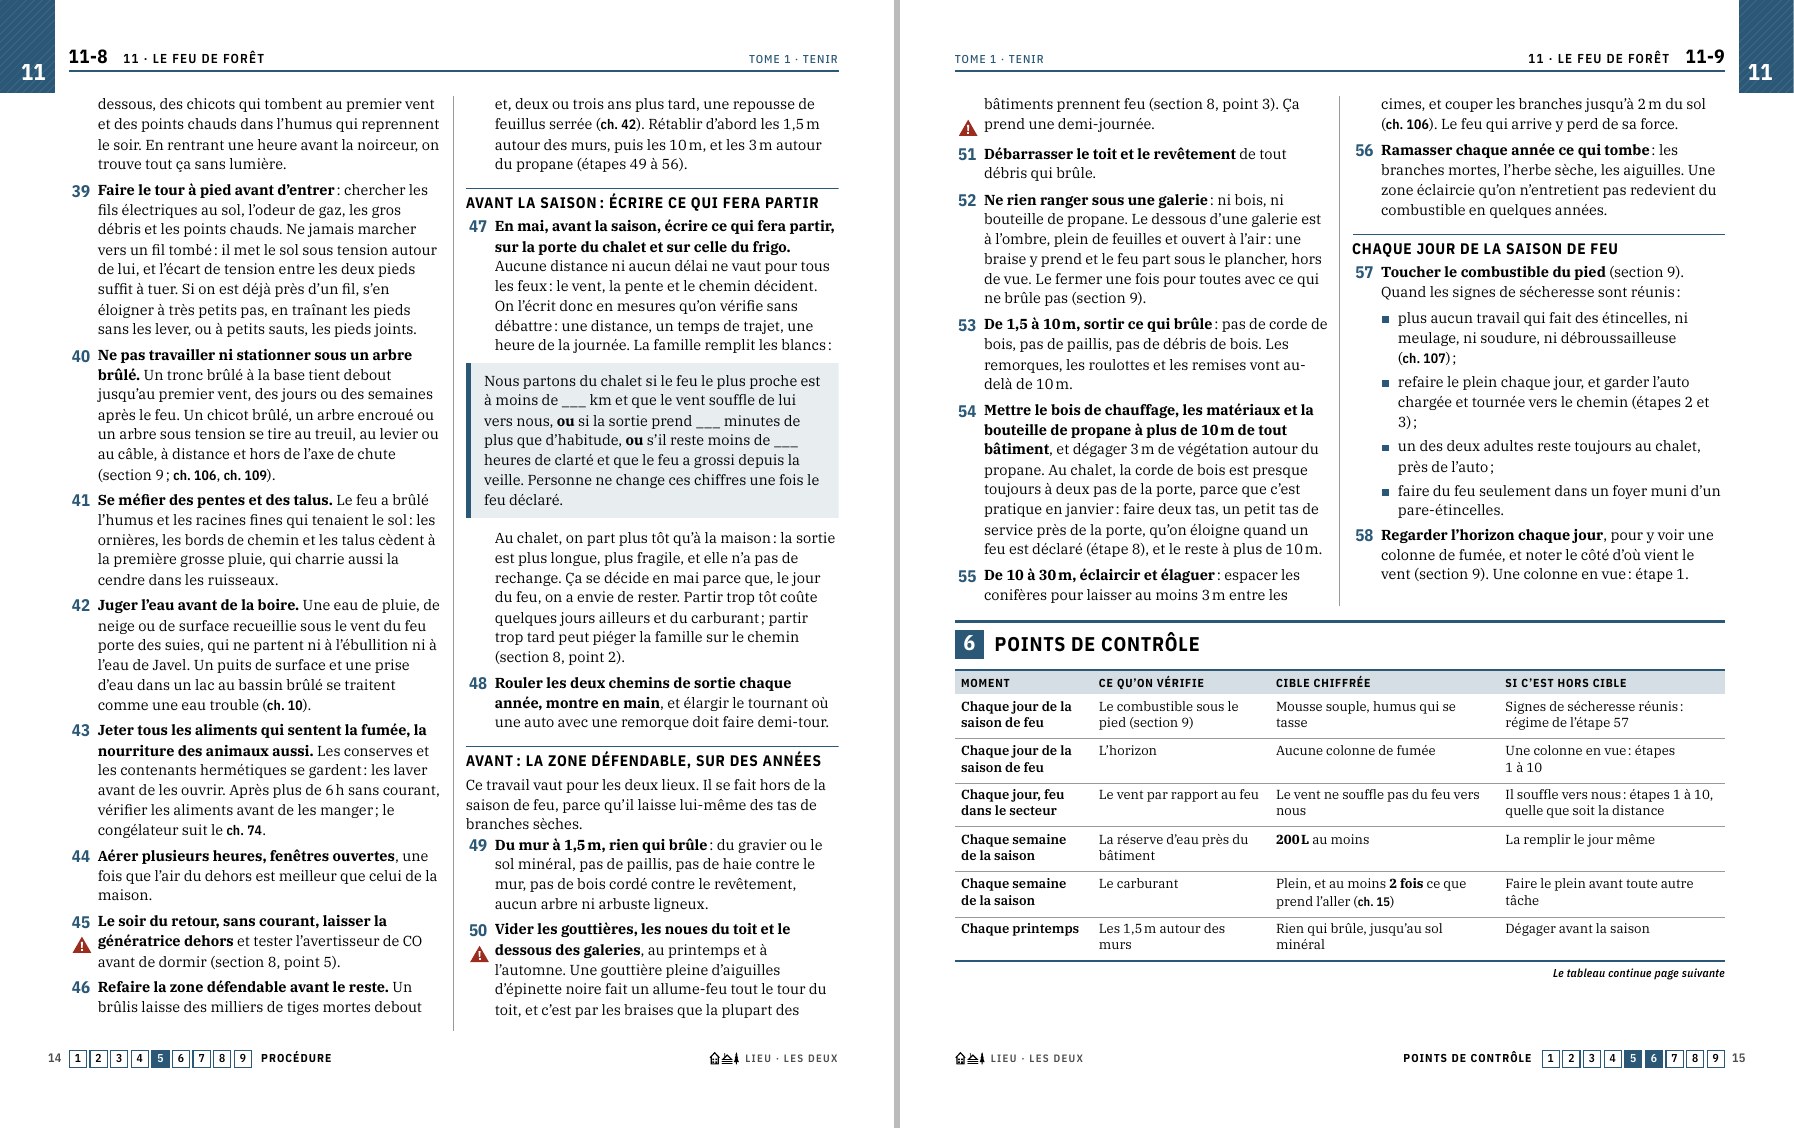 11
11-8 11 · LE FEU DE FORÊT
TOME 1 · TENIR
dessous, des chicots qui tombent au premier vent
et des points chauds dans l’humus qui reprennent
le soir. En rentrant une heure avant la noirceur, on
trouve tout ça sans lumière.
39 Faire le tour à pied avant d’entrer : chercher les
fils électriques au sol, l’odeur de gaz, les gros
débris et les points chauds. Ne jamais marcher
vers un fil tombé : il met le sol sous tension autour
de lui, et l’écart de tension entre les deux pieds
suffit à tuer. Si on est déjà près d’un fil, s’en
éloigner à très petits pas, en traînant les pieds
sans les lever, ou à petits sauts, les pieds joints.
40 Ne pas travailler ni stationner sous un arbre
brûlé. Un tronc brûlé à la base tient debout
jusqu’au premier vent, des jours ou des semaines
après le feu. Un chicot brûlé, un arbre encroué ou
un arbre sous tension se tire au treuil, au levier ou
au câble, à distance et hors de l’axe de chute
(section 9 ; ch. 106, ch. 109).
41 Se méfier des pentes et des talus. Le feu a brûlé
l’humus et les racines fines qui tenaient le sol : les
ornières, les bords de chemin et les talus cèdent à
la première grosse pluie, qui charrie aussi la
cendre dans les ruisseaux.
42 Juger l’eau avant de la boire. Une eau de pluie, de
neige ou de surface recueillie sous le vent du feu
porte des suies, qui ne partent ni à l’ébullition ni à
l’eau de Javel. Un puits de surface et une prise
d’eau dans un lac au bassin brûlé se traitent
comme une eau trouble (ch. 10).
43 Jeter tous les aliments qui sentent la fumée, la
nourriture des animaux aussi. Les conserves et
les contenants hermétiques se gardent : les laver
avant de les ouvrir. Après plus de 6 h sans courant,
vérifier les aliments avant de les manger ; le
congélateur suit le ch. 74.
44 Aérer plusieurs heures, fenêtres ouvertes, une
fois que l’air du dehors est meilleur que celui de la
maison.
45 Le soir du retour, sans courant, laisser la
génératrice dehors et tester l’avertisseur de CO
avant de dormir (section 8, point 5).
46 Refaire la zone défendable avant le reste. Un
brûlis laisse des milliers de tiges mortes debout
et, deux ou trois ans plus tard, une repousse de
feuillus serrée (ch. 42). Rétablir d’abord les 1,5 m
autour des murs, puis les 10 m, et les 3 m autour
du propane (étapes 49 à 56).
AVANT LA SAISON : ÉCRIRE CE QUI FERA PARTIR
47 En mai, avant la saison, écrire ce qui fera partir,
sur la porte du chalet et sur celle du frigo.
Aucune distance ni aucun délai ne vaut pour tous
les feux : le vent, la pente et le chemin décident.
On l’écrit donc en mesures qu’on vérifie sans
débattre : une distance, un temps de trajet, une
heure de la journée. La famille remplit les blancs :
Nous partons du chalet si le feu le plus proche est
à moins de ___ km et que le vent souffle de lui
vers nous, ou si la sortie prend ___ minutes de
plus que d’habitude, ou s’il reste moins de ___
heures de clarté et que le feu a grossi depuis la
veille. Personne ne change ces chiffres une fois le
feu déclaré.
Au chalet, on part plus tôt qu’à la maison : la sortie
est plus longue, plus fragile, et elle n’a pas de
rechange. Ça se décide en mai parce que, le jour
du feu, on a envie de rester. Partir trop tôt coûte
quelques jours ailleurs et du carburant ; partir
trop tard peut piéger la famille sur le chemin
(section 8, point 2).
48 Rouler les deux chemins de sortie chaque
année, montre en main, et élargir le tournant où
une auto avec une remorque doit faire demi-tour.
AVANT : LA ZONE DÉFENDABLE, SUR DES ANNÉES
Ce travail vaut pour les deux lieux. Il se fait hors de la
saison de feu, parce qu’il laisse lui-même des tas de
branches sèches.
49 Du mur à 1,5 m, rien qui brûle : du gravier ou le
sol minéral, pas de paillis, pas de haie contre le
mur, pas de bois cordé contre le revêtement,
aucun arbre ni arbuste ligneux.
50 Vider les gouttières, les noues du toit et le
dessous des galeries, au printemps et à
l’automne. Une gouttière pleine d’aiguilles
d’épinette noire fait un allume-feu tout le tour du
toit, et c’est par les braises que la plupart des
14 1 2 3 4 5 6 7 8 9 PROCÉDURE
LIEU · LES DEUX
TOME 1 · TENIR
11 · LE FEU DE FORÊT 11-9
11
bâtiments prennent feu (section 8, point 3). Ça
prend une demi-journée.
51 Débarrasser le toit et le revêtement de tout
débris qui brûle.
52 Ne rien ranger sous une galerie : ni bois, ni
bouteille de propane. Le dessous d’une galerie est
à l’ombre, plein de feuilles et ouvert à l’air : une
braise y prend et le feu part sous le plancher, hors
de vue. Le fermer une fois pour toutes avec ce qui
ne brûle pas (section 9).
53 De 1,5 à 10 m, sortir ce qui brûle : pas de corde de
bois, pas de paillis, pas de débris de bois. Les
remorques, les roulottes et les remises vont au-
delà de 10 m.
54 Mettre le bois de chauffage, les matériaux et la
bouteille de propane à plus de 10 m de tout
bâtiment, et dégager 3 m de végétation autour du
propane. Au chalet, la corde de bois est presque
toujours à deux pas de la porte, parce que c’est
pratique en janvier : faire deux tas, un petit tas de
service près de la porte, qu’on éloigne quand un
feu est déclaré (étape 8), et le reste à plus de 10 m.
55 De 10 à 30 m, éclaircir et élaguer : espacer les
conifères pour laisser au moins 3 m entre les
cimes, et couper les branches jusqu’à 2 m du sol
(ch. 106). Le feu qui arrive y perd de sa force.
56 Ramasser chaque année ce qui tombe : les
branches mortes, l’herbe sèche, les aiguilles. Une
zone éclaircie qu’on n’entretient pas redevient du
combustible en quelques années.
CHAQUE JOUR DE LA SAISON DE FEU
57 Toucher le combustible du pied (section 9).
Quand les signes de sécheresse sont réunis :
plus aucun travail qui fait des étincelles, ni
meulage, ni soudure, ni débroussailleuse
(ch. 107) ;
refaire le plein chaque jour, et garder l’auto
chargée et tournée vers le chemin (étapes 2 et
3) ;
un des deux adultes reste toujours au chalet,
près de l’auto ;
faire du feu seulement dans un foyer muni d’un
pare-étincelles.
58 Regarder l’horizon chaque jour, pour y voir une
colonne de fumée, et noter le côté d’où vient le
vent (section 9). Une colonne en vue : étape 1.
6 POINTS DE CONTRÔLE
MOMENT CE QU’ON VÉRIFIE CIBLE CHIFFRÉE SI C’EST HORS CIBLE
Chaque jour de la Le combustible sous le Mousse souple, humus qui se Signes de sécheresse réunis :
saison de feu pied (section 9) tasse régime de l’étape 57
Chaque jour de la L’horizon Aucune colonne de fumée Une colonne en vue : étapes
saison de feu 1 à 10
Chaque jour, feu Le vent par rapport au feu Le vent ne souffle pas du feu vers Il souffle vers nous : étapes 1 à 10,
dans le secteur nous quelle que soit la distance
Chaque semaine La réserve d’eau près du 200 L au moins La remplir le jour même
de la saison bâtiment
Chaque semaine Le carburant Plein, et au moins 2 fois ce que Faire le plein avant toute autre
de la saison prend l’aller (ch. 15) tâche
Chaque printemps Les 1,5 m autour des Rien qui brûle, jusqu’au sol Dégager avant la saison
murs minéral
Le tableau continue page suivante
LIEU · LES DEUX
POINTS DE CONTRÔLE 1 2 3 4 5 6 7 8 9 15